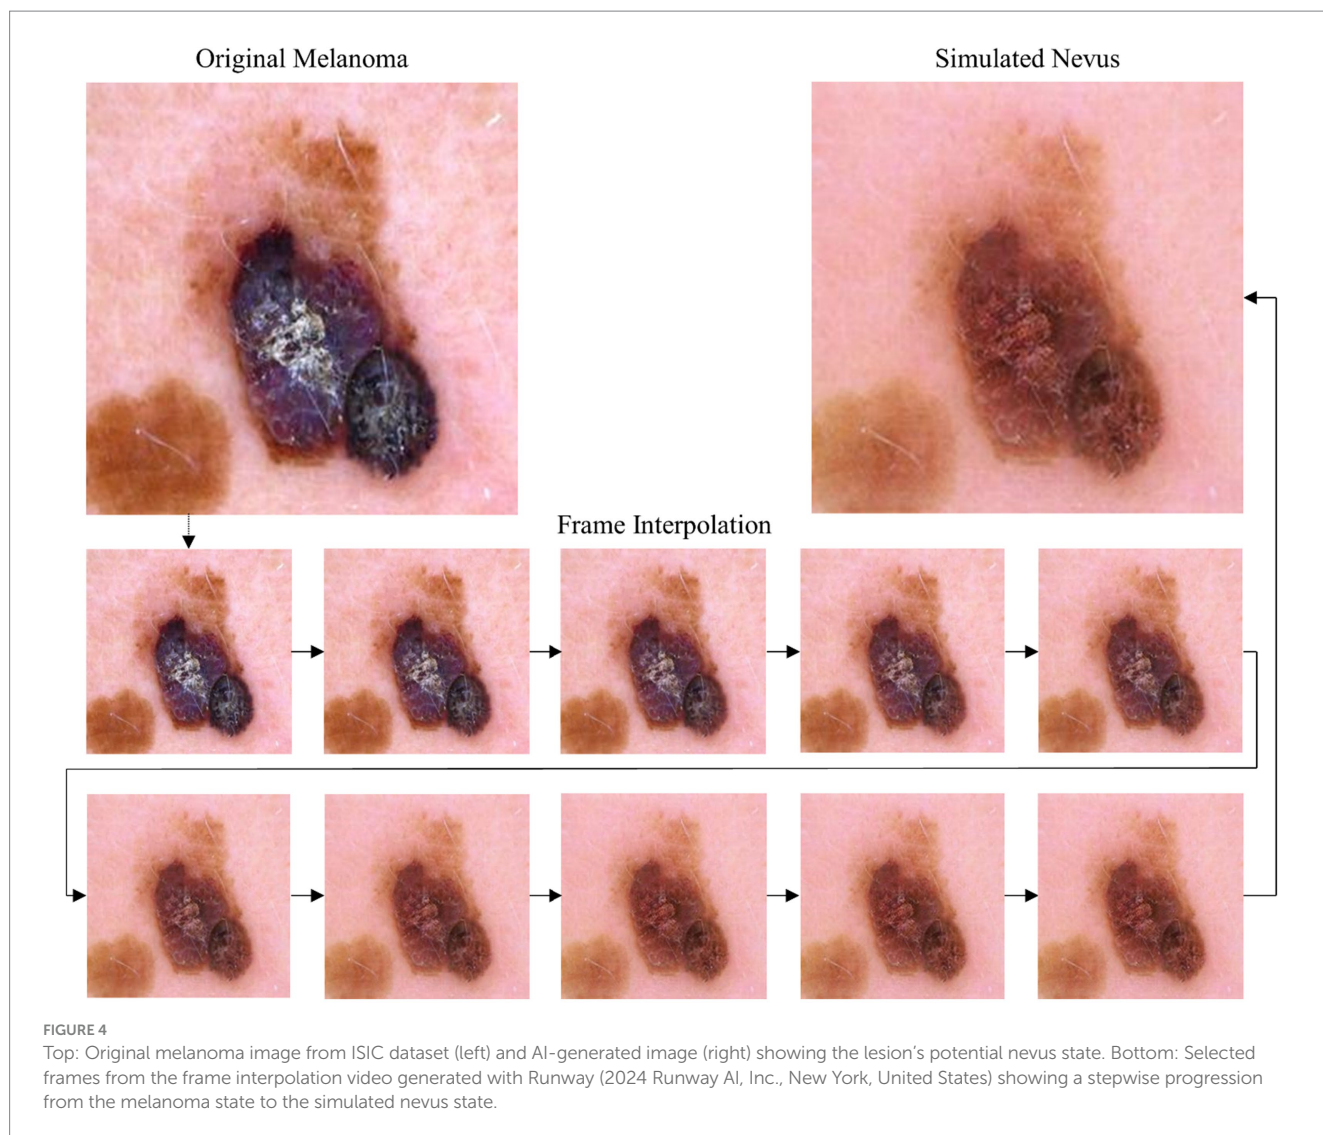 Original Melanoma
Simulated Nevus
Frame Interpolation
FIGURE 4
Top: Original melanoma image from ISIC dataset (left) and AI-generated image (right) showing the lesion’s potential nevus state. Bottom: Selected
frames from the frame interpolation video generated with Runway (2024 Runway AI, Inc., New York, United States) showing a stepwise progression
from the melanoma state to the simulated nevus state.